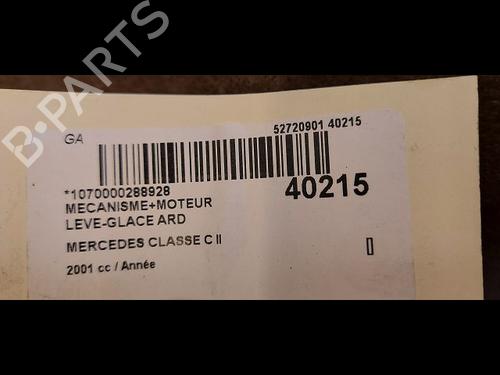 B-PARTS
GA
52720901 40215
*1070000288928
40215
MECANISME+MOTEUR
LEVE-GLACE ARD
MERCEDES CLASSE C II
2001 cc / Année